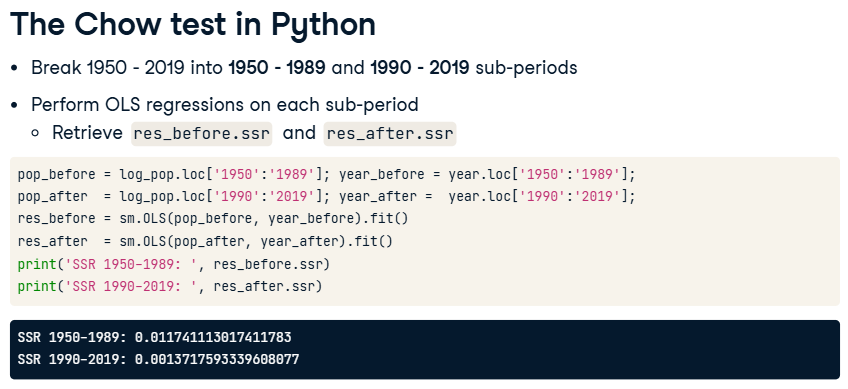 The Chow test in Python
• Break 1950 - 2019 into 1950 - 1989 and 1990 - 2019 sub-periods
• Perform OLS regressions on each sub-period
○ Retrieve res_before.ssr and res_after.ssr
pop_before = log_pop.loc['1950':'1989']; year_before = year.loc['1950':'1989'];
pop_after  = log_pop.loc['1990':'2019']; year_after =  year.loc['1990':'2019'];
res_before = sm.OLS(pop_before, year_before).fit()
res_after  = sm.OLS(pop_after, year_after).fit()
print('SSR 1950-1989: ', res_before.ssr)
print('SSR 1990-2019: ', res_after.ssr)
SSR 1950-1989: 0.011741113017411783
SSR 1990-2019: 0.0013717593339608077